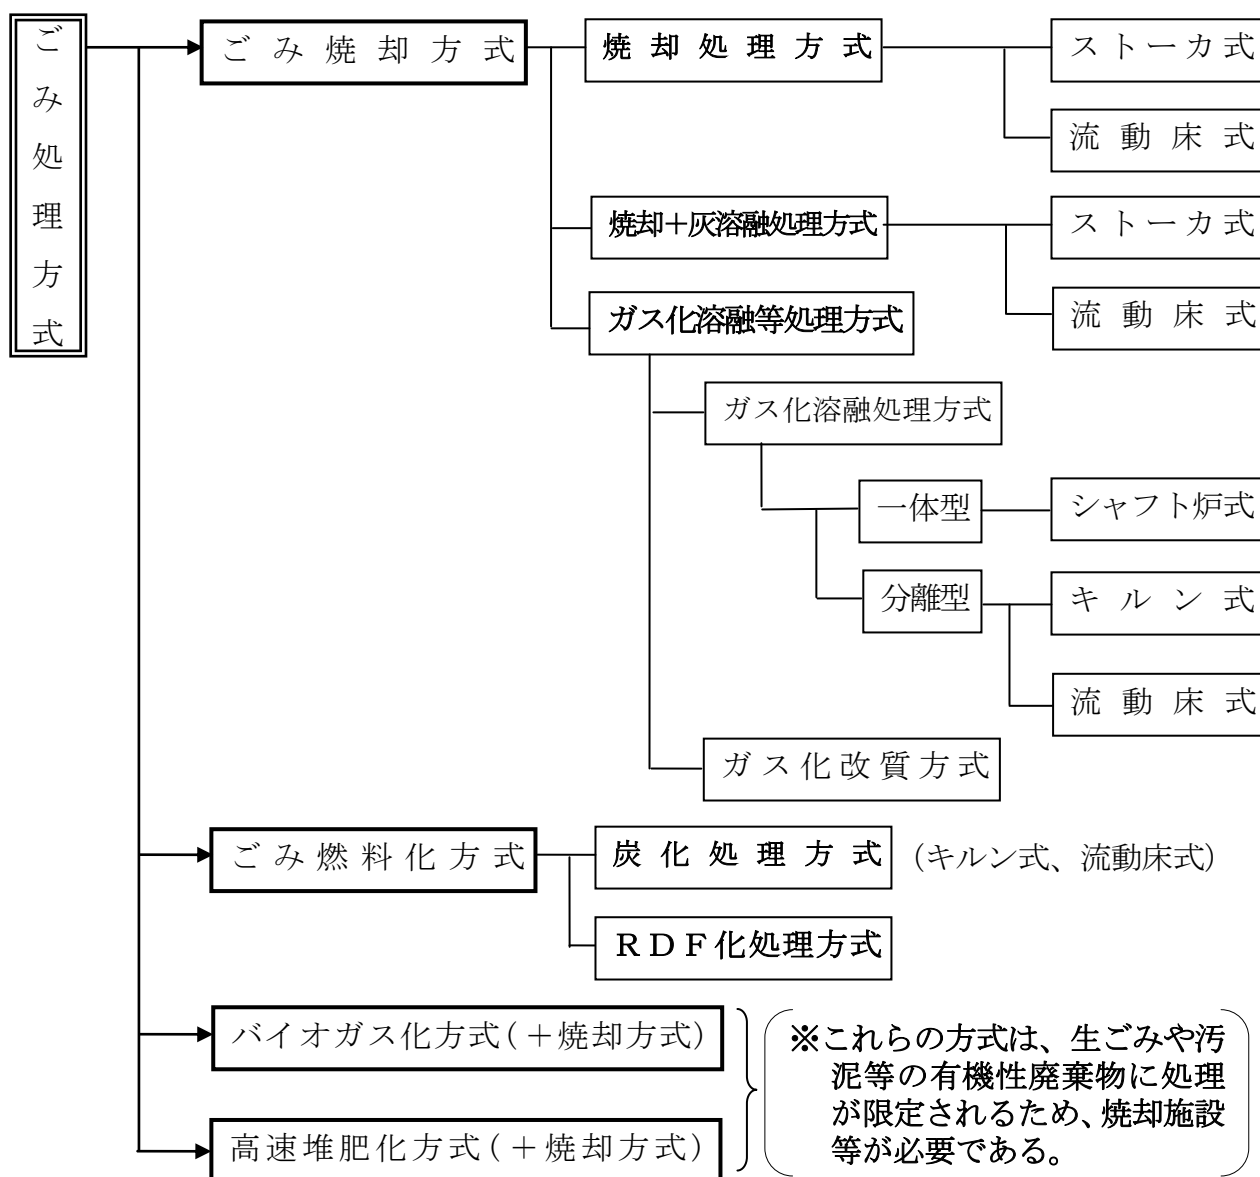 ごみ処理方式
ごみ焼却方式
焼却処理方式
ストーカ式
流動床式
焼却＋灰溶融処理方式
ストーカ式
流動床式
ガス化溶融等処理方式
ガス化溶融処理方式
一体型
シャフト炉式
分離型
キルン式
流動床式
ガス化改質方式
ごみ燃料化方式
炭化処理方式
(キルン式、流動床式)
ＲＤＦ化処理方式
バイオガス化方式(＋焼却方式)
高速堆肥化方式(＋焼却方式)
※これらの方式は、生ごみや汚
泥等の有機性廃棄物に処理
が限定されるため、焼却施設
等が必要である。